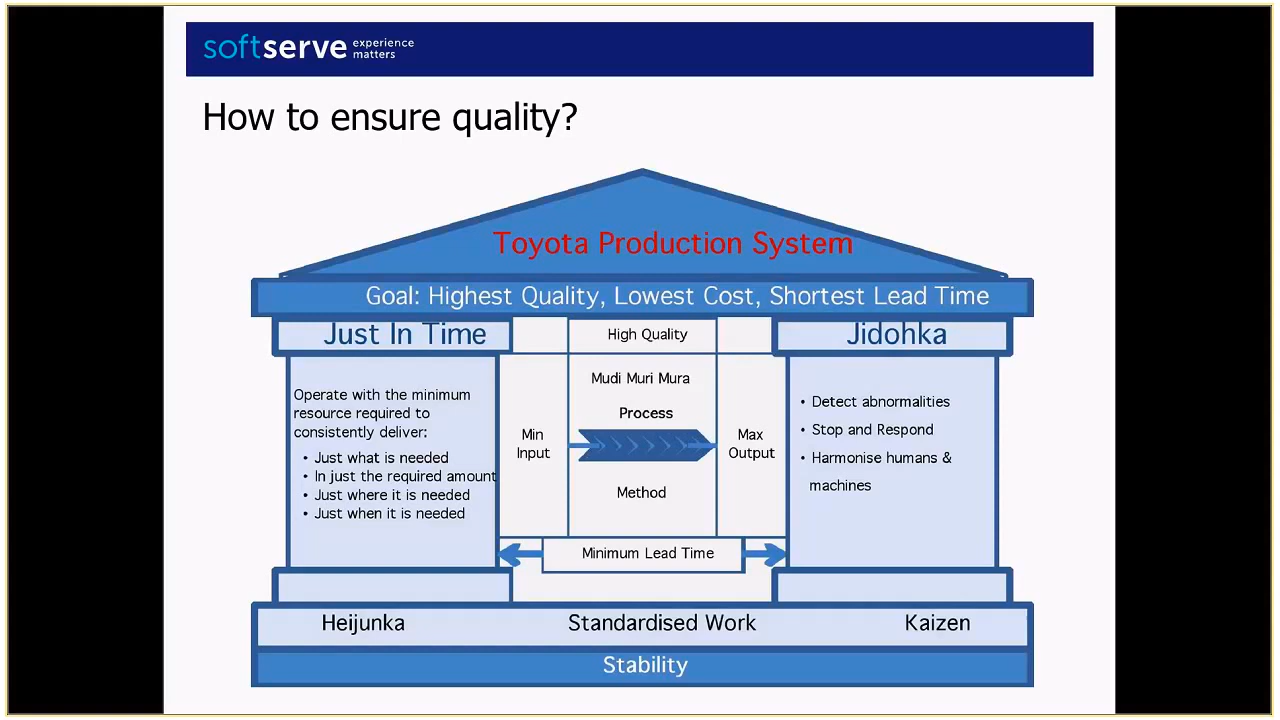 softserve experience matters
How to ensure quality?
Toyota Production System
Goal: Highest Quality, Lowest Cost, Shortest Lead Time
Just In Time
High Quality
Jidohka
Operate with the minimum
resource required to
consistently deliver:
• Just what is needed
• In just the required amount
• Just where it is needed
• Just when it is needed
Min
Input
Mudi Muri Mura
Process
Method
Max
Output
• Detect abnormalities
• Stop and Respond
• Harmonise humans &
machines
Minimum Lead Time
Heijunka
Standardised Work
Kaizen
Stability